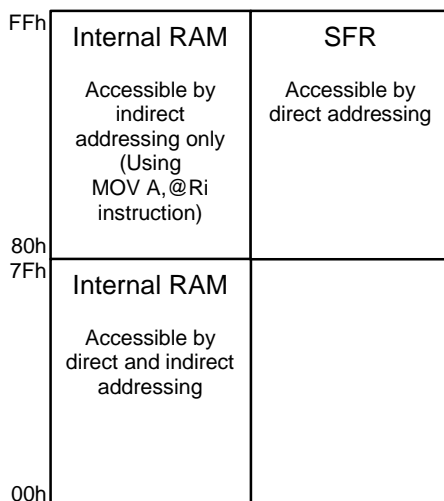 FFh
Internal RAM
Accessible by
indirect
addressing only
(Using
MOV A,@Ri
instruction)
SFR
Accessible by
direct addressing
80h
7Fh
Internal RAM
Accessible by
direct and indirect
addressing
00h